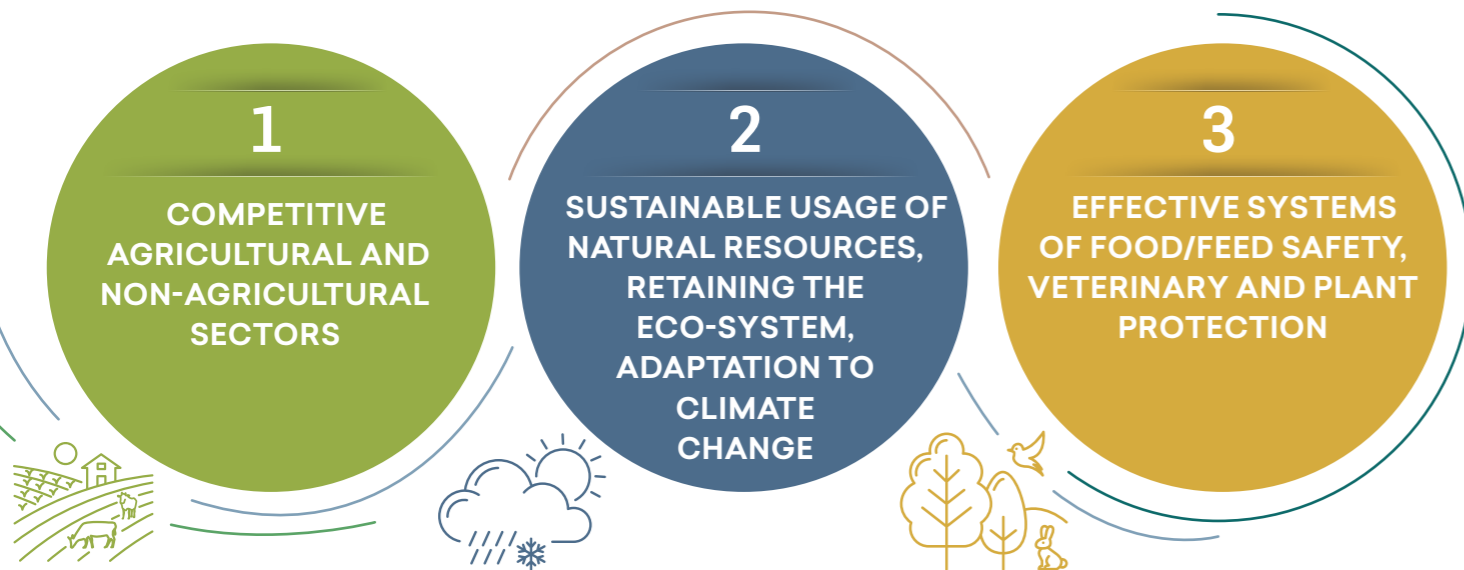 1
COMPETITIVE
AGRICULTURAL AND
NON-AGRICULTURAL
SECTORS
2
SUSTAINABLE USAGE OF
NATURAL RESOURCES,
RETAINING THE
ECO-SYSTEM,
ADAPTATION TO
CLIMATE
CHANGE
3
EFFECTIVE SYSTEMS
OF FOOD/FEED SAFETY,
VETERINARY AND PLANT
PROTECTION